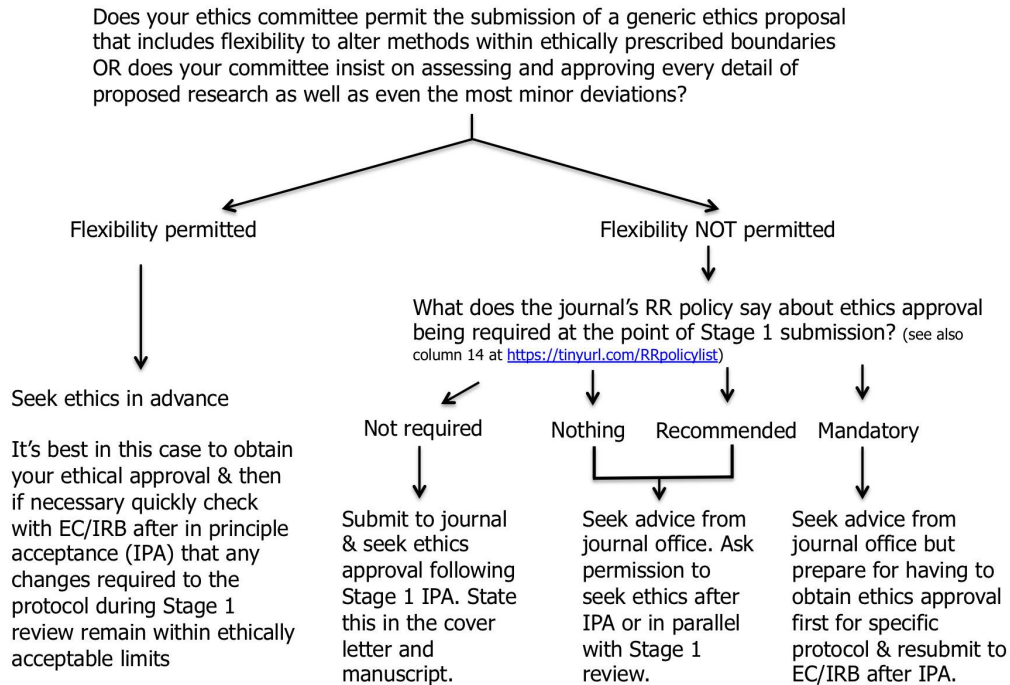 Does your ethics committee permit the submission of a generic ethics proposal
that includes flexibility to alter methods within ethically prescribed boundaries
OR does your committee insist on assessing and approving every detail of
proposed research as well as even the most minor deviations?
Flexibility permitted
Flexibility NOT permitted
What does the journal's RR policy say about ethics approval
being required at the point of Stage 1 submission? (see also
column 14 at https://tinyurl.com/RRpolicylist)
Seek ethics in advance
It's best in this case to obtain
your ethical approval & then
if necessary quickly check
with EC/IRB after in principle
acceptance (IPA) that any
changes required to the
protocol during Stage 1
review remain within ethically
acceptable limits
Not required
Nothing
Recommended
Mandatory
Submit to journal
& seek ethics
approval following
Stage 1 IPA. State
this in the cover
letter and
manuscript.
Seek advice from
journal office. Ask
permission to
seek ethics after
IPA or in parallel
with Stage 1
review.
Seek advice from
journal office but
prepare for having to
obtain ethics approval
first for specific
protocol & resubmit to
EC/IRB after IPA.